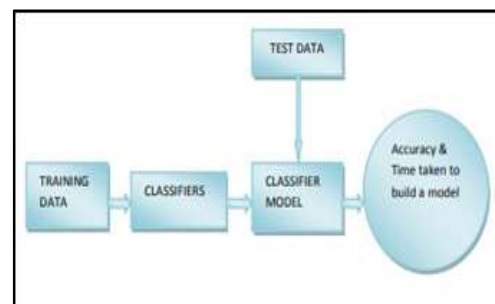 TEST DATA
TRAINING
DATA
CLASSIFIERS
CLASSIFIER
MODEL
Accuracy &
Time taken to
build a model